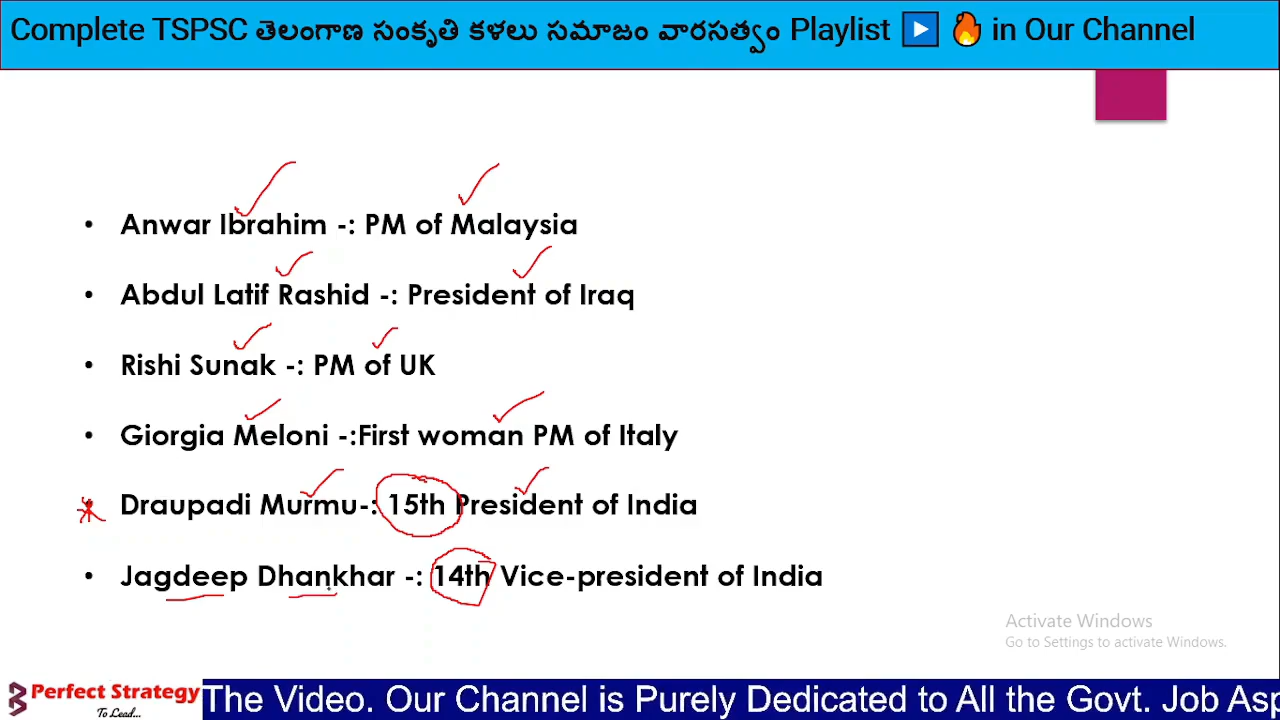 Complete TSPSC తెలంగాణ సంకృతి కళలు సమాజం వారసత్వం Playlist ▶️ 🔥 in Our Channel
• Anwar Ibrahim -: PM of Malaysia
• Abdul Latif Rashid -: President of Iraq
• Rishi Sunak -: PM of UK
• Giorgia Meloni -:First woman PM of Italy
Draupadi Murmu-: 15th President of India
• Jagdeep Dhankhar -: 14th Vice-president of India
Activate Windows
Go to Settings to activate Windows.
Perfect Strategy
To Lead...
The Video. Our Channel is Purely Dedicated to All the Govt. Job Asp